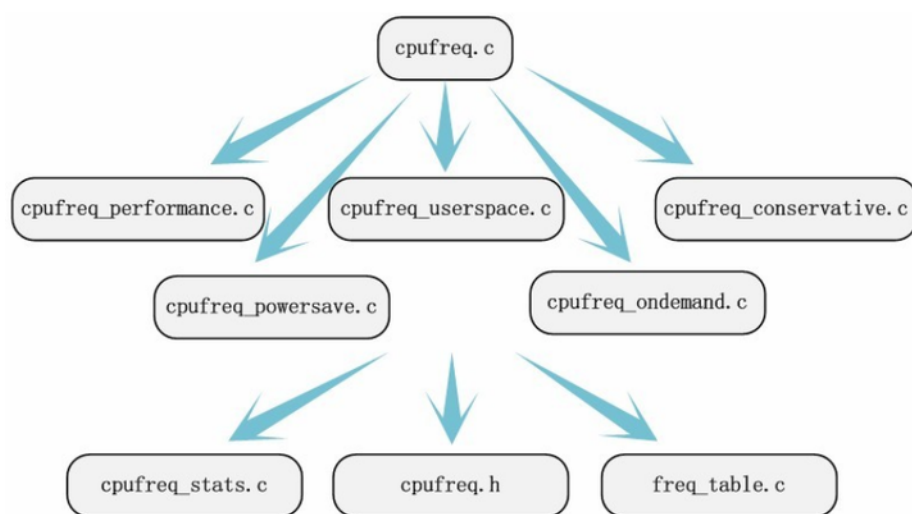 cpufreq.c
cpufreq_performance.c
cpufreq_userspace.c
cpufreq_conservative.c
cpufreq_powersave.c
cpufreq_ondemand.c
cpufreq_stats.c
cpufreq.h
freq_table.c